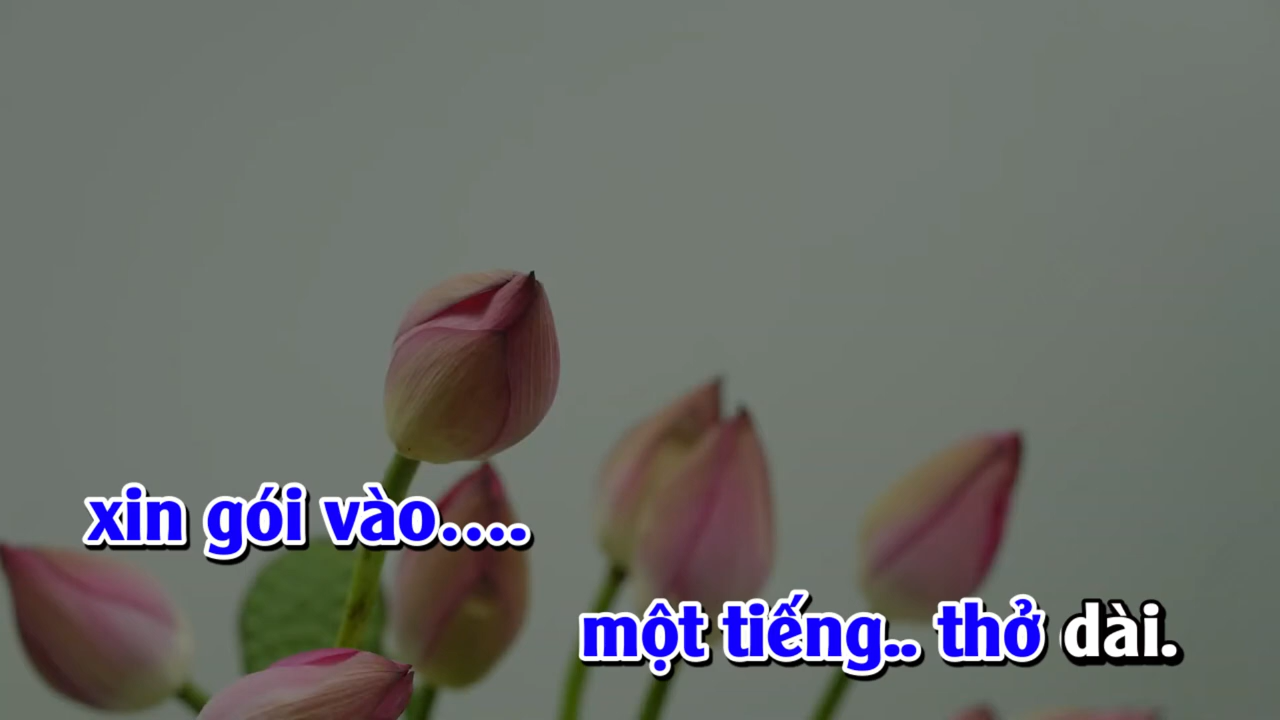 xin gói vào....
một tiếng.. thở dài.